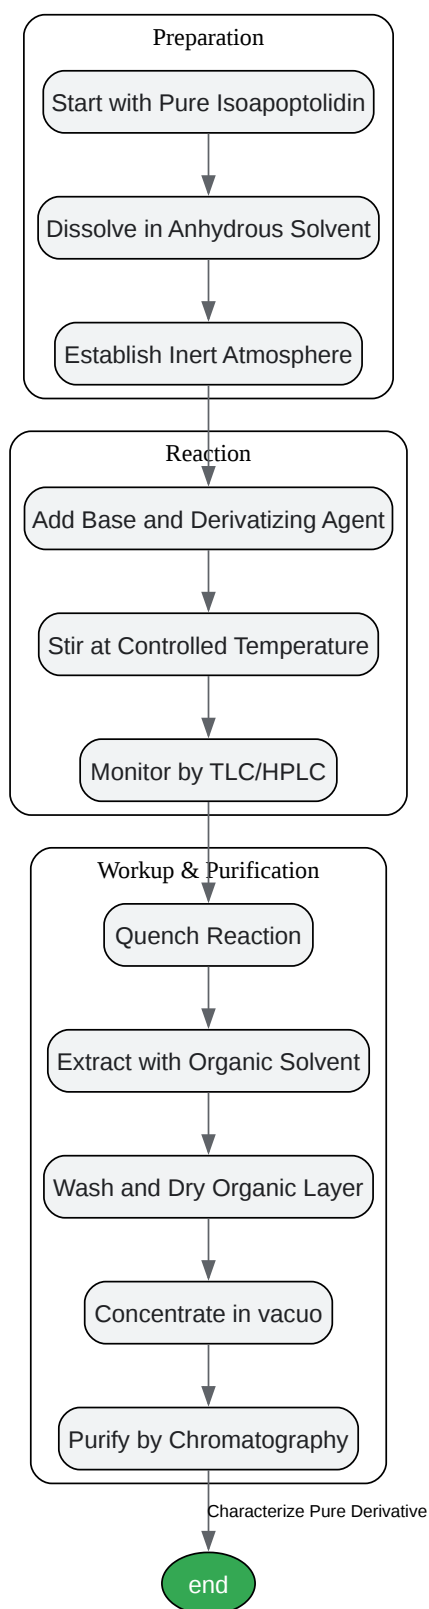 Preparation
Start with Pure Isoapoptolidin
Dissolve in Anhydrous Solvent
Establish Inert Atmosphere
Reaction
Add Base and Derivatizing Agent
Stir at Controlled Temperature
Monitor by TLC/HPLC
Workup & Purification
Quench Reaction
Extract with Organic Solvent
Wash and Dry Organic Layer
Concentrate in vacuo
Purify by Chromatography
Characterize Pure Derivative
end